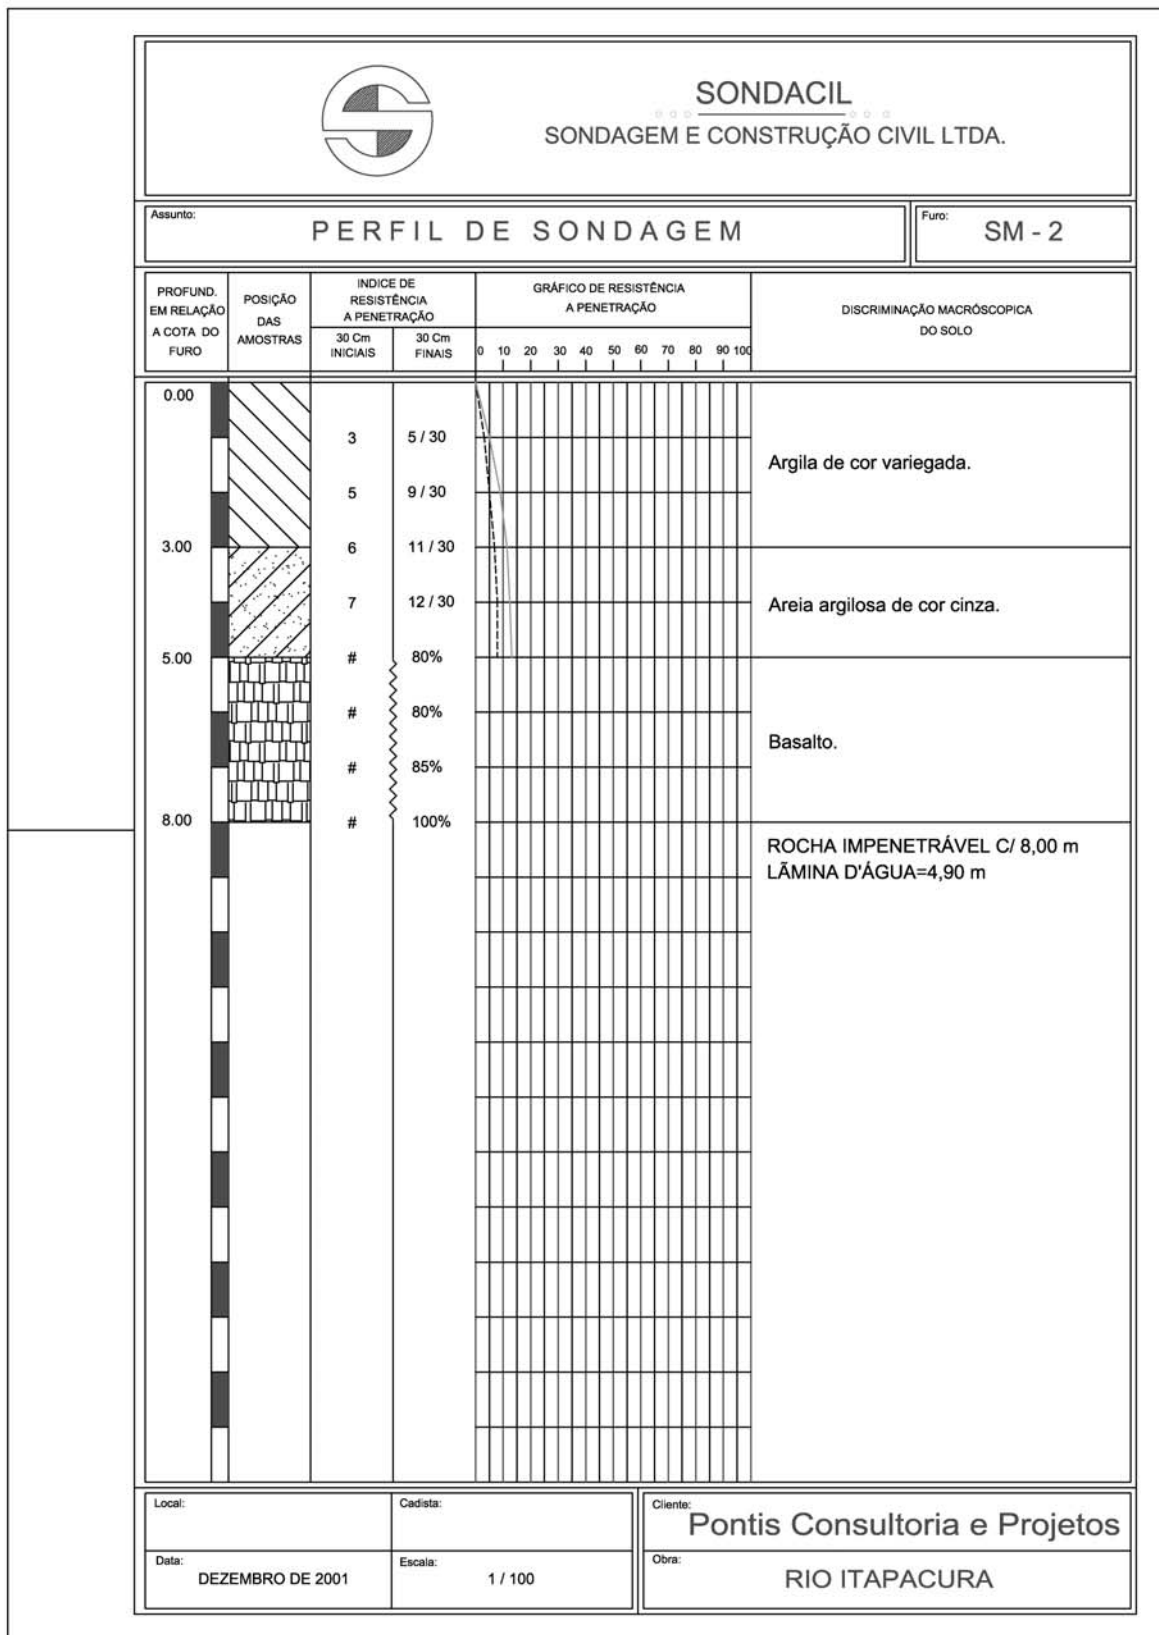 SONDACIL
SONDAGEM E CONSTRUÇÃO CIVIL LTDA.
Assunto:
PERFIL DE SONDAGEM
Furo:
SM - 2
PROFUND.
EM RELAÇÃO
A COTA DO
FURO
POSIÇÃO
DAS
AMOSTRAS
INDICE DE
RESISTÊNCIA
A PENETRAÇÃO
30 Cm
INICIAIS
30 Cm
FINAIS
GRÁFICO DE RESISTÊNCIA
A PENETRAÇÃO
0 10 20 30 40 50 60 70 80 90 100
DISCRIMINAÇÃO MACRÓSCOPICA
DO SOLO
0.00
3 5 / 30
Argila de cor variegada.
5 9 / 30
3.00 6 11 / 30
7 12 / 30
Areia argilosa de cor cinza.
5.00 # 80%
# 80%
Basalto.
# 85%
8.00 # 100%
ROCHA IMPENETRÁVEL C/ 8,00 m
LÃMINA D'ÁGUA=4,90 m
Local:
Cadista:
Cliente:
Pontis Consultoria e Projetos
Data:
DEZEMBRO DE 2001
Escala:
1 / 100
Obra:
RIO ITAPACURA